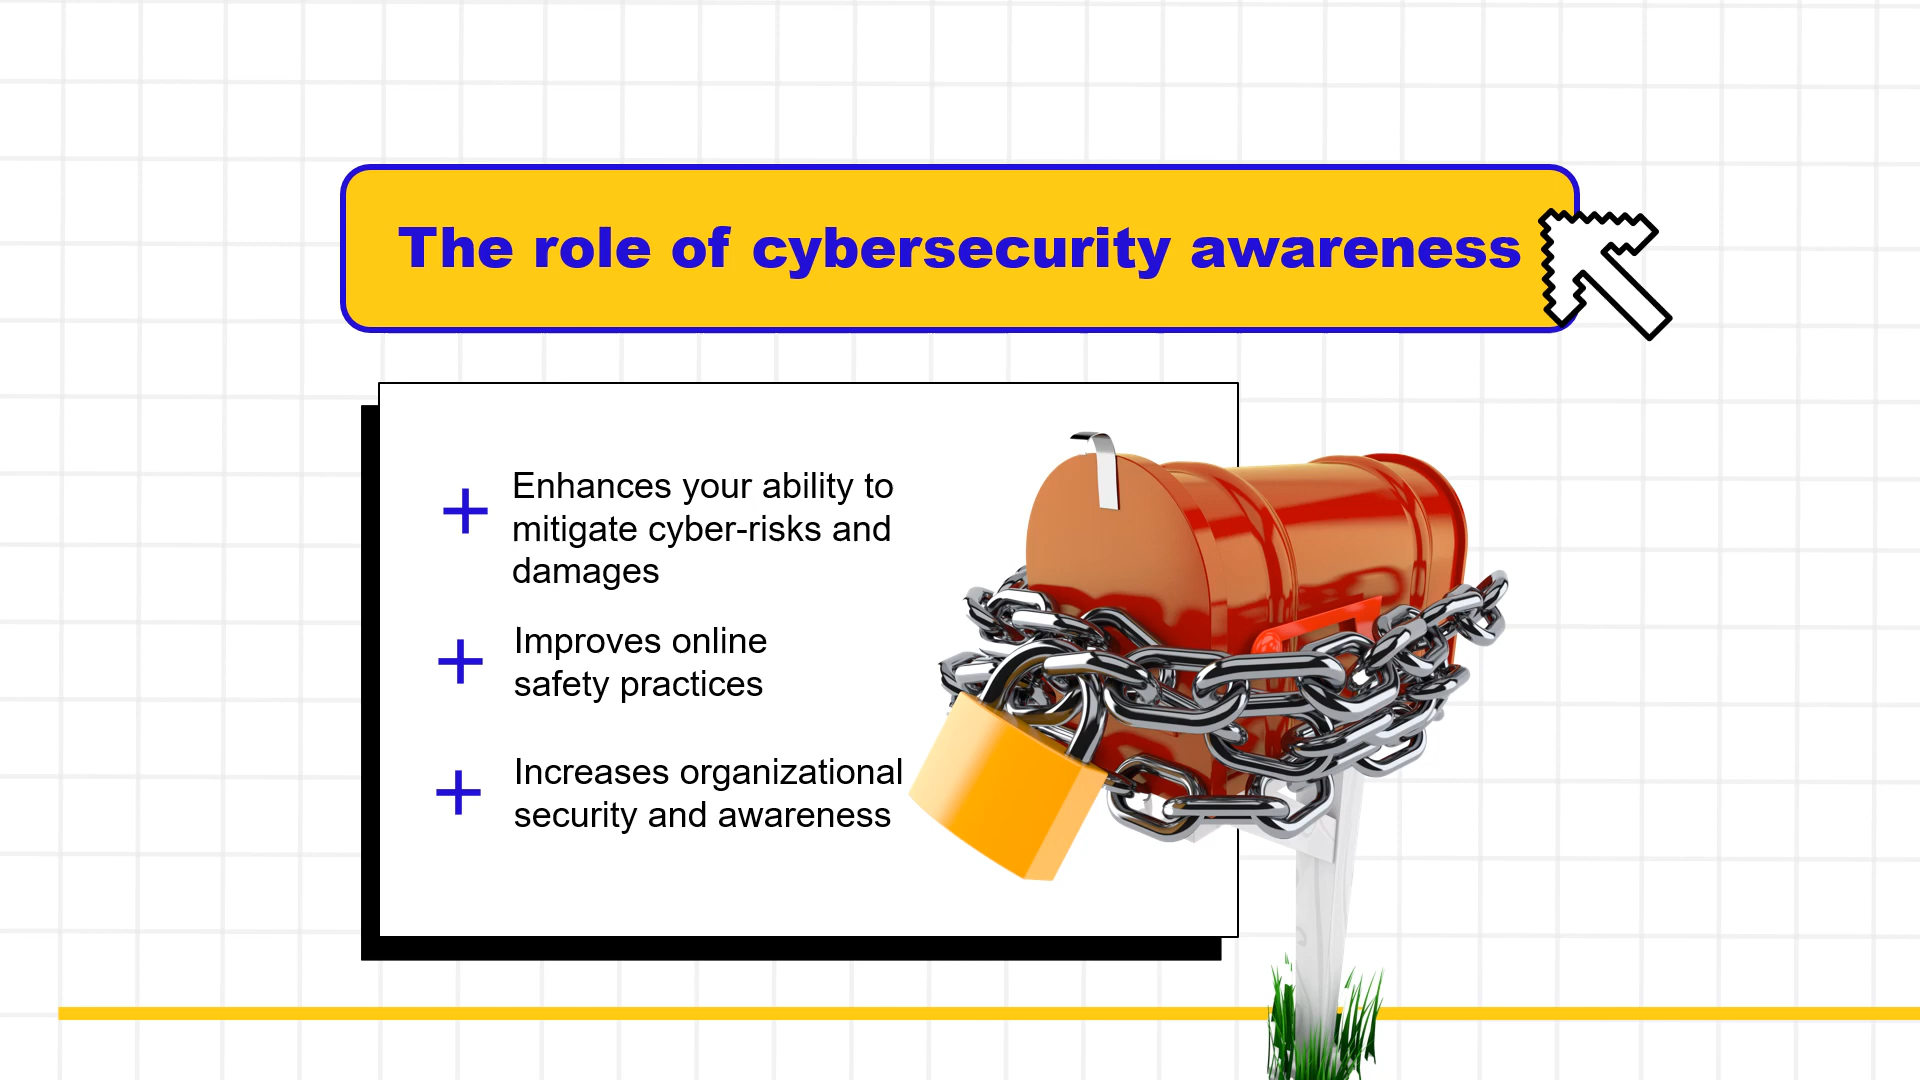 The role of cybersecurity awareness
Enhances your ability to
mitigate cyber-risks and
damages
Improves online
safety practices
Increases organizational
security and awareness